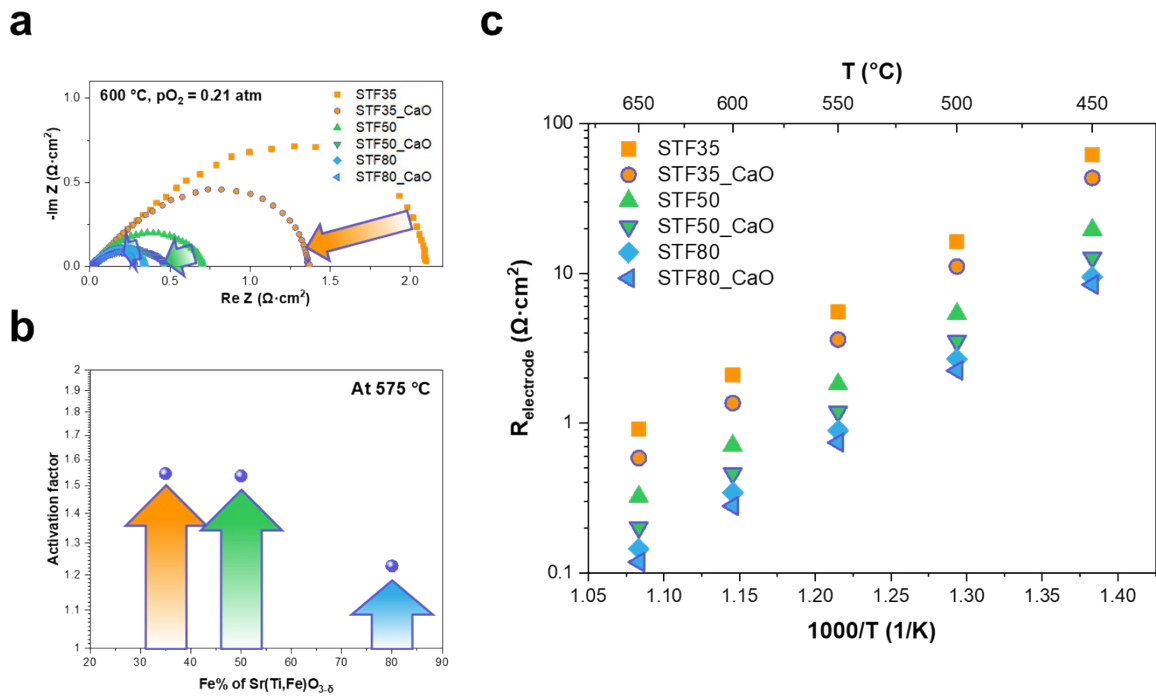 a
600 °C, pO₂ = 0.21 atm
STF35
STF35_CaO
STF50
STF50_CaO
STF80
STF80_CaO
1.0
0.5
0.0
-Im Z (Ω·cm²)
0.0
0.5
1.0
1.5
2.0
Re Z (Ω·cm²)
b
At 575 °C
2
1.9
1.8
1.7
1.6
1.5
1.4
1.3
1.2
1.1
1
Activation factor
20
30
40
50
60
70
80
90
Fe% of Sr(Ti,Fe)O₃₋δ
c
T (°C)
650
600
550
500
450
STF35
STF35_CaO
STF50
STF50_CaO
STF80
STF80_CaO
100
10
1
0.1
R_electrode (Ω·cm²)
1.05
1.10
1.15
1.20
1.25
1.30
1.35
1.40
1000/T (1/K)